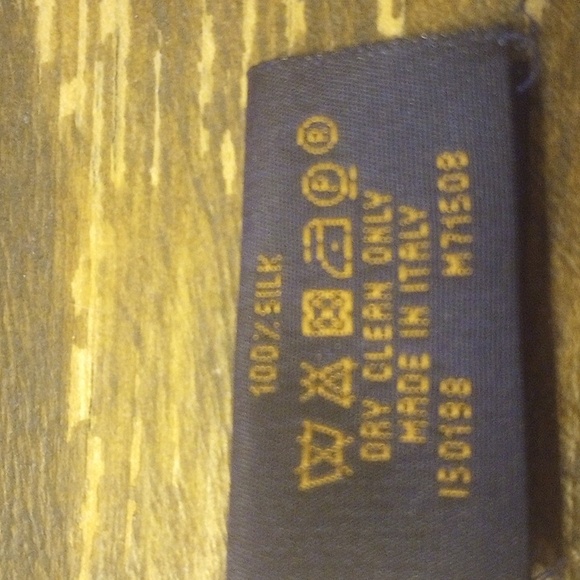 100% SILK
DRY CLEAN ONLY
MADE IN ITALY
150198 M71508